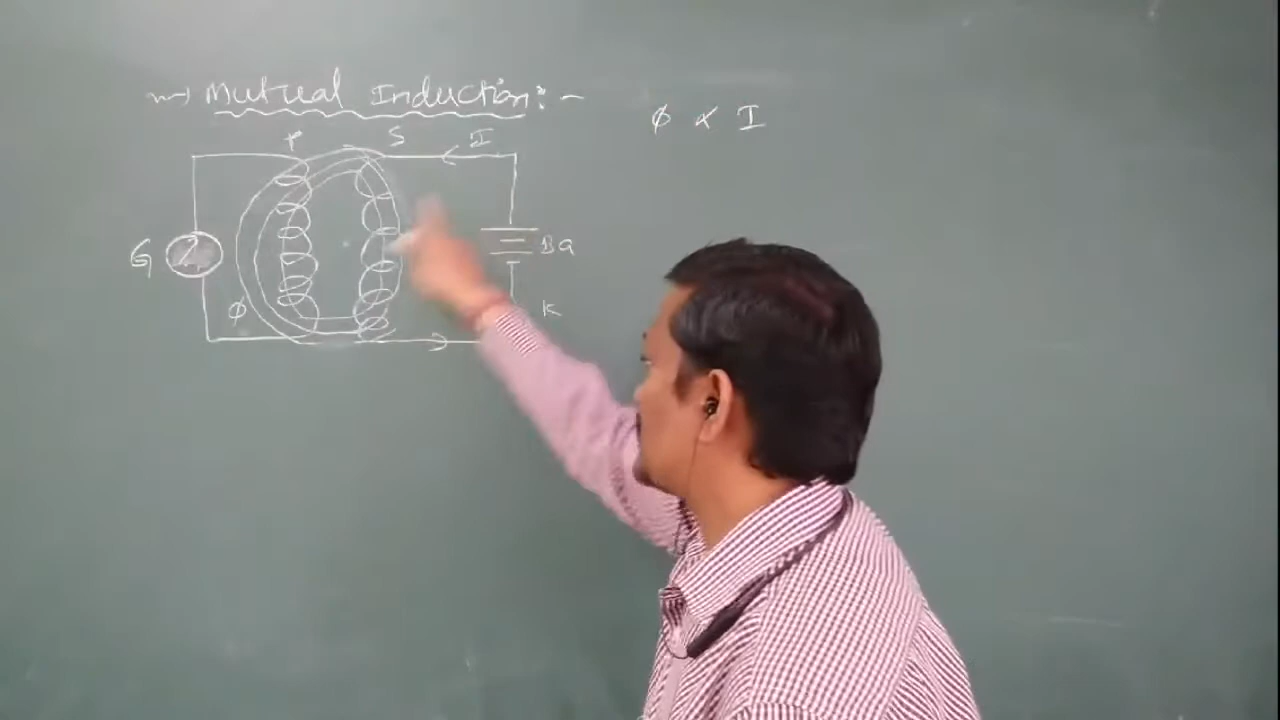 Mutual Induction:-
φ ∝ I
P S I
G Ba
φ K